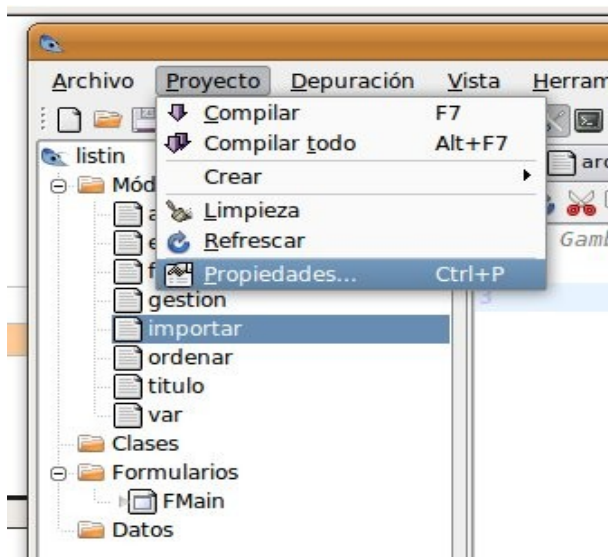 Archivo Proyecto Depuración Vista Herram
Compilar F7
Compilar todo Alt+F7
Crear
Limpieza
Refrescar
Propiedades... Ctrl+P
listin
Mód
a
e
f
gestion
importar
ordenar
titulo
var
Clases
Formularios
FMain
Datos
arc
Gamb
3